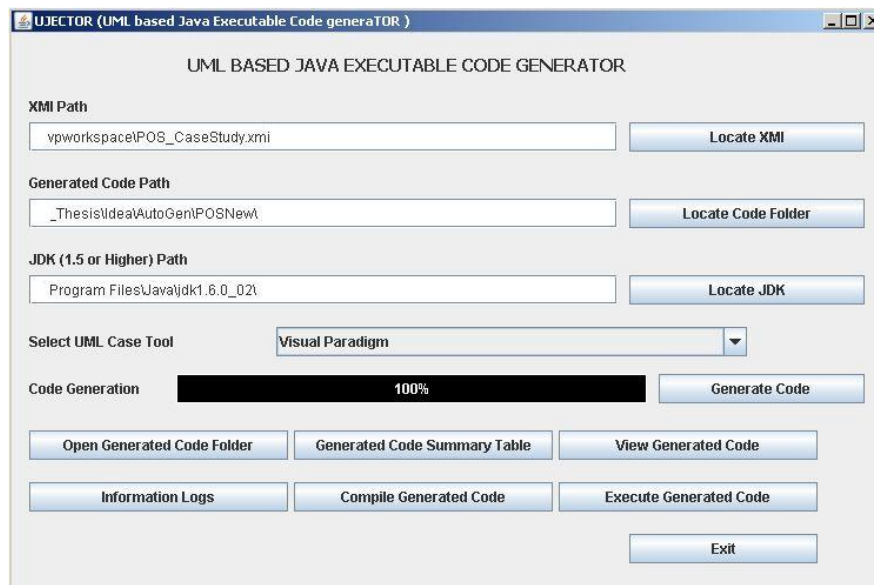 UJECTOR (UML based Java Executable Code generaTOR )
UML BASED JAVA EXECUTABLE CODE GENERATOR
XMI Path
vpworkspace\POS_CaseStudy.xmi
Locate XMI
Generated Code Path
_Thesis\Idea\AutoGen\POSNew\
Locate Code Folder
JDK (1.5 or Higher) Path
Program Files\Java\jdk1.6.0_02\
Locate JDK
Select UML Case Tool
Visual Paradigm
Code Generation
100%
Generate Code
Open Generated Code Folder
Generated Code Summary Table
View Generated Code
Information Logs
Compile Generated Code
Execute Generated Code
Exit